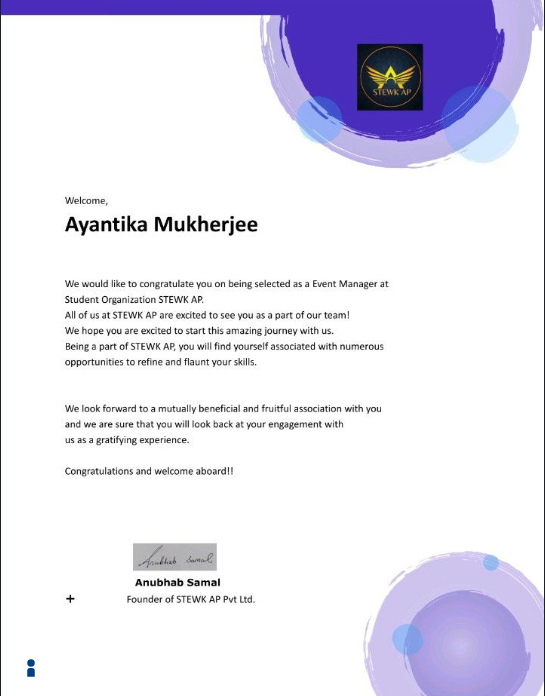 STEWK AP
Welcome,
Ayantika Mukherjee
We would like to congratulate you on being selected as a Event Manager at
Student Organization STEWK AP.
All of us at STEWK AP are excited to see you as a part of our team!
We hope you are excited to start this amazing journey with us.
Being a part of STEWK AP, you will find yourself associated with numerous
opportunities to refine and flaunt your skills.
We look forward to a mutually beneficial and fruitful association with you
and we are sure that you will look back at your engagement with
us as a gratifying experience.
Congratulations and welcome aboard!!
Anubhab Samal
Anubhab Samal
+ Founder of STEWK AP Pvt Ltd.